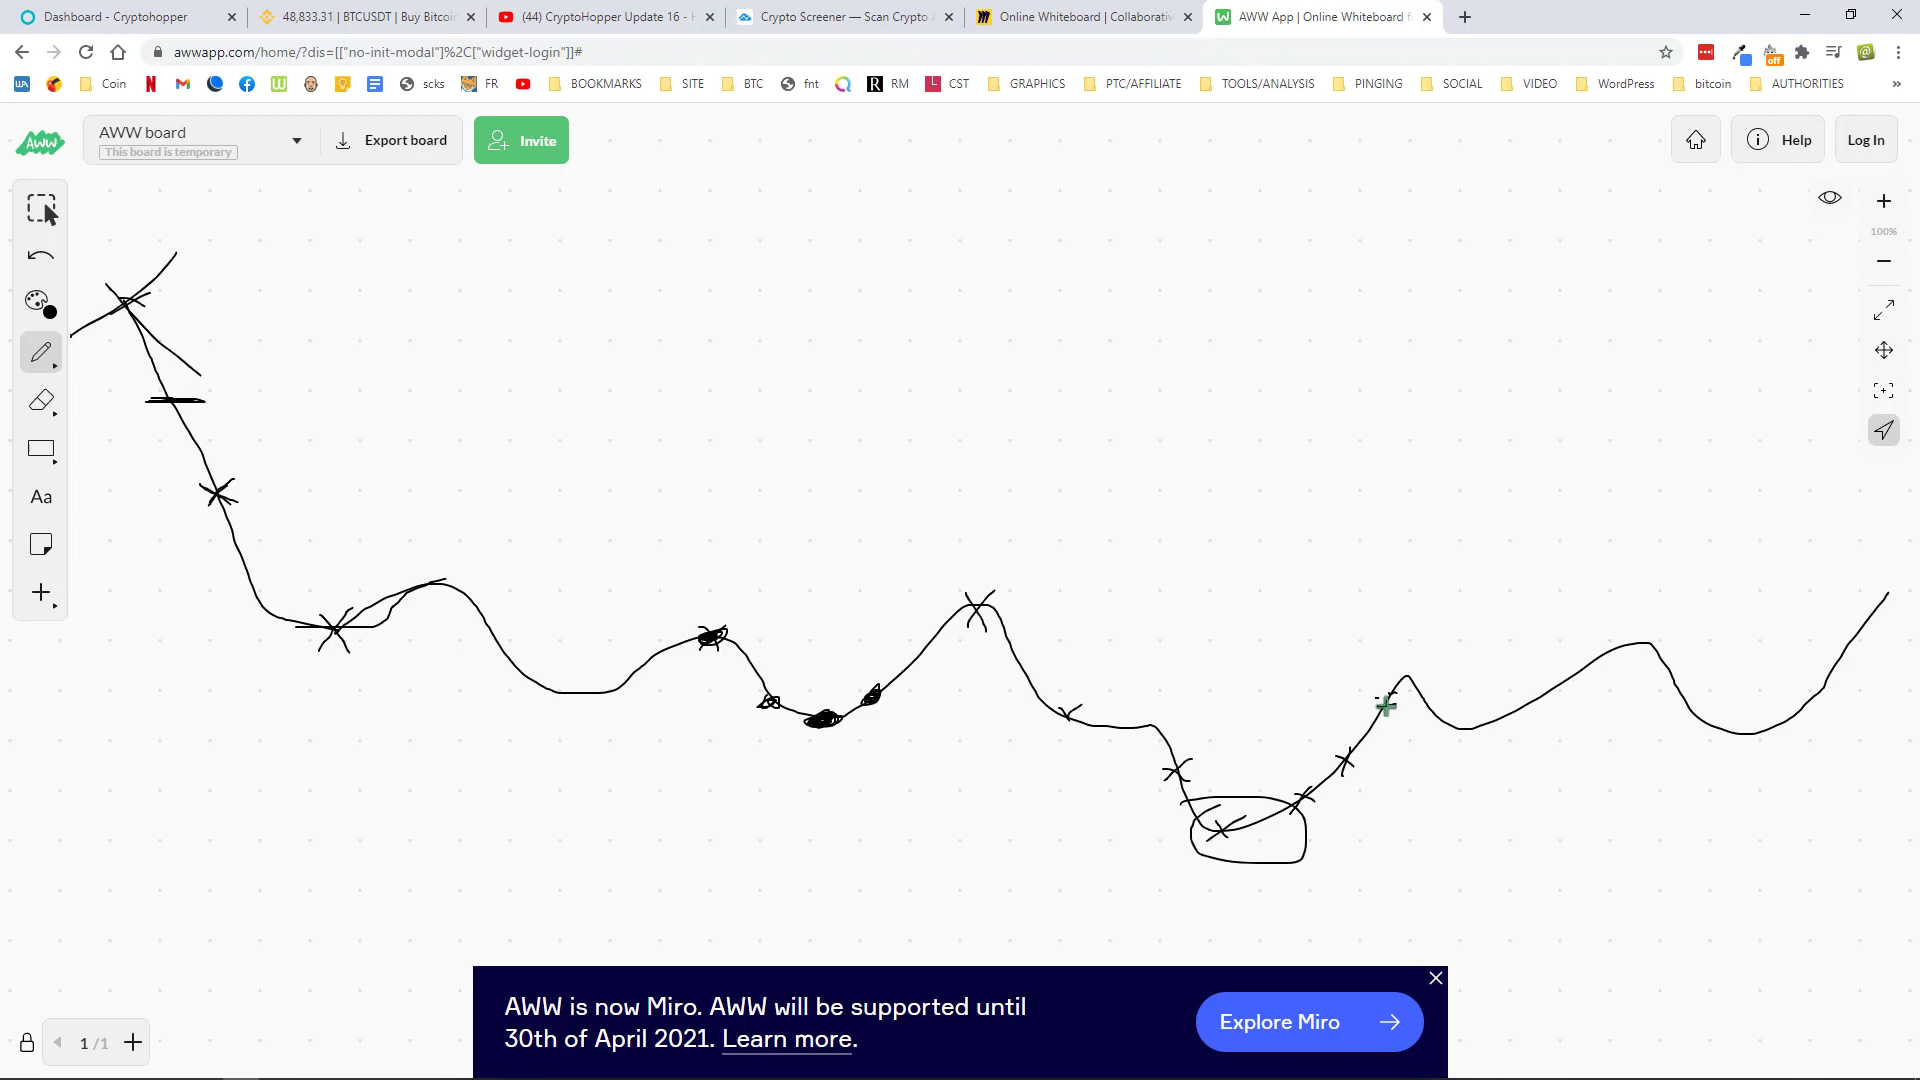 Dashboard - Cryptohopper
48,833.31 | BTCUSDT | Buy Bitcoin
(44) CryptoHopper Update 16 -
Crypto Screener — Scan Crypto
Online Whiteboard | Collaborativ
AWW App | Online Whiteboard f
awwapp.com/home/?dis=[["no-init-modal"]%2C["widget-login"]]#
off
Coin
scks
FR
BOOKMARKS
SITE
BTC
fnt
RM
CST
GRAPHICS
PTC/AFFILIATE
TOOLS/ANALYSIS
PINGING
SOCIAL
VIDEO
WordPress
bitcoin
AUTHORITIES
AWW
AWW board
This board is temporary
Export board
Invite
Help
Log In
100%
Aa
AWW is now Miro. AWW will be supported until
30th of April 2021. Learn more.
Explore Miro
1 /1